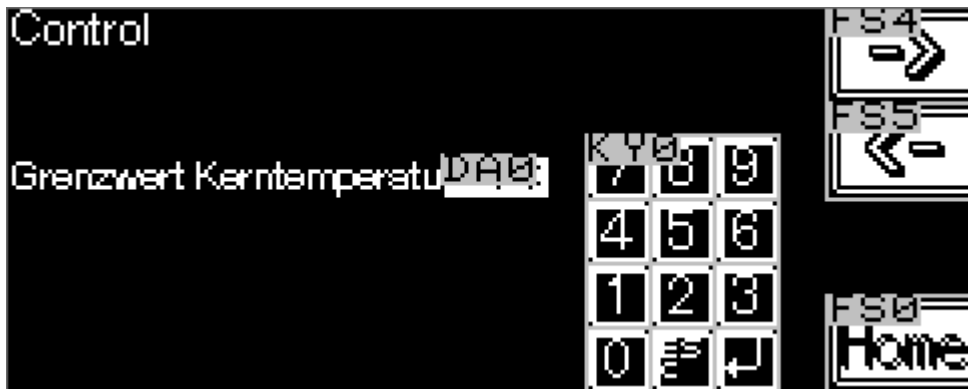 Control
FS4
FS5
Grenzwert Kerntemperatu
DA0
KY0
7 8 9
4 5 6
1 2 3
0
FS0
Home